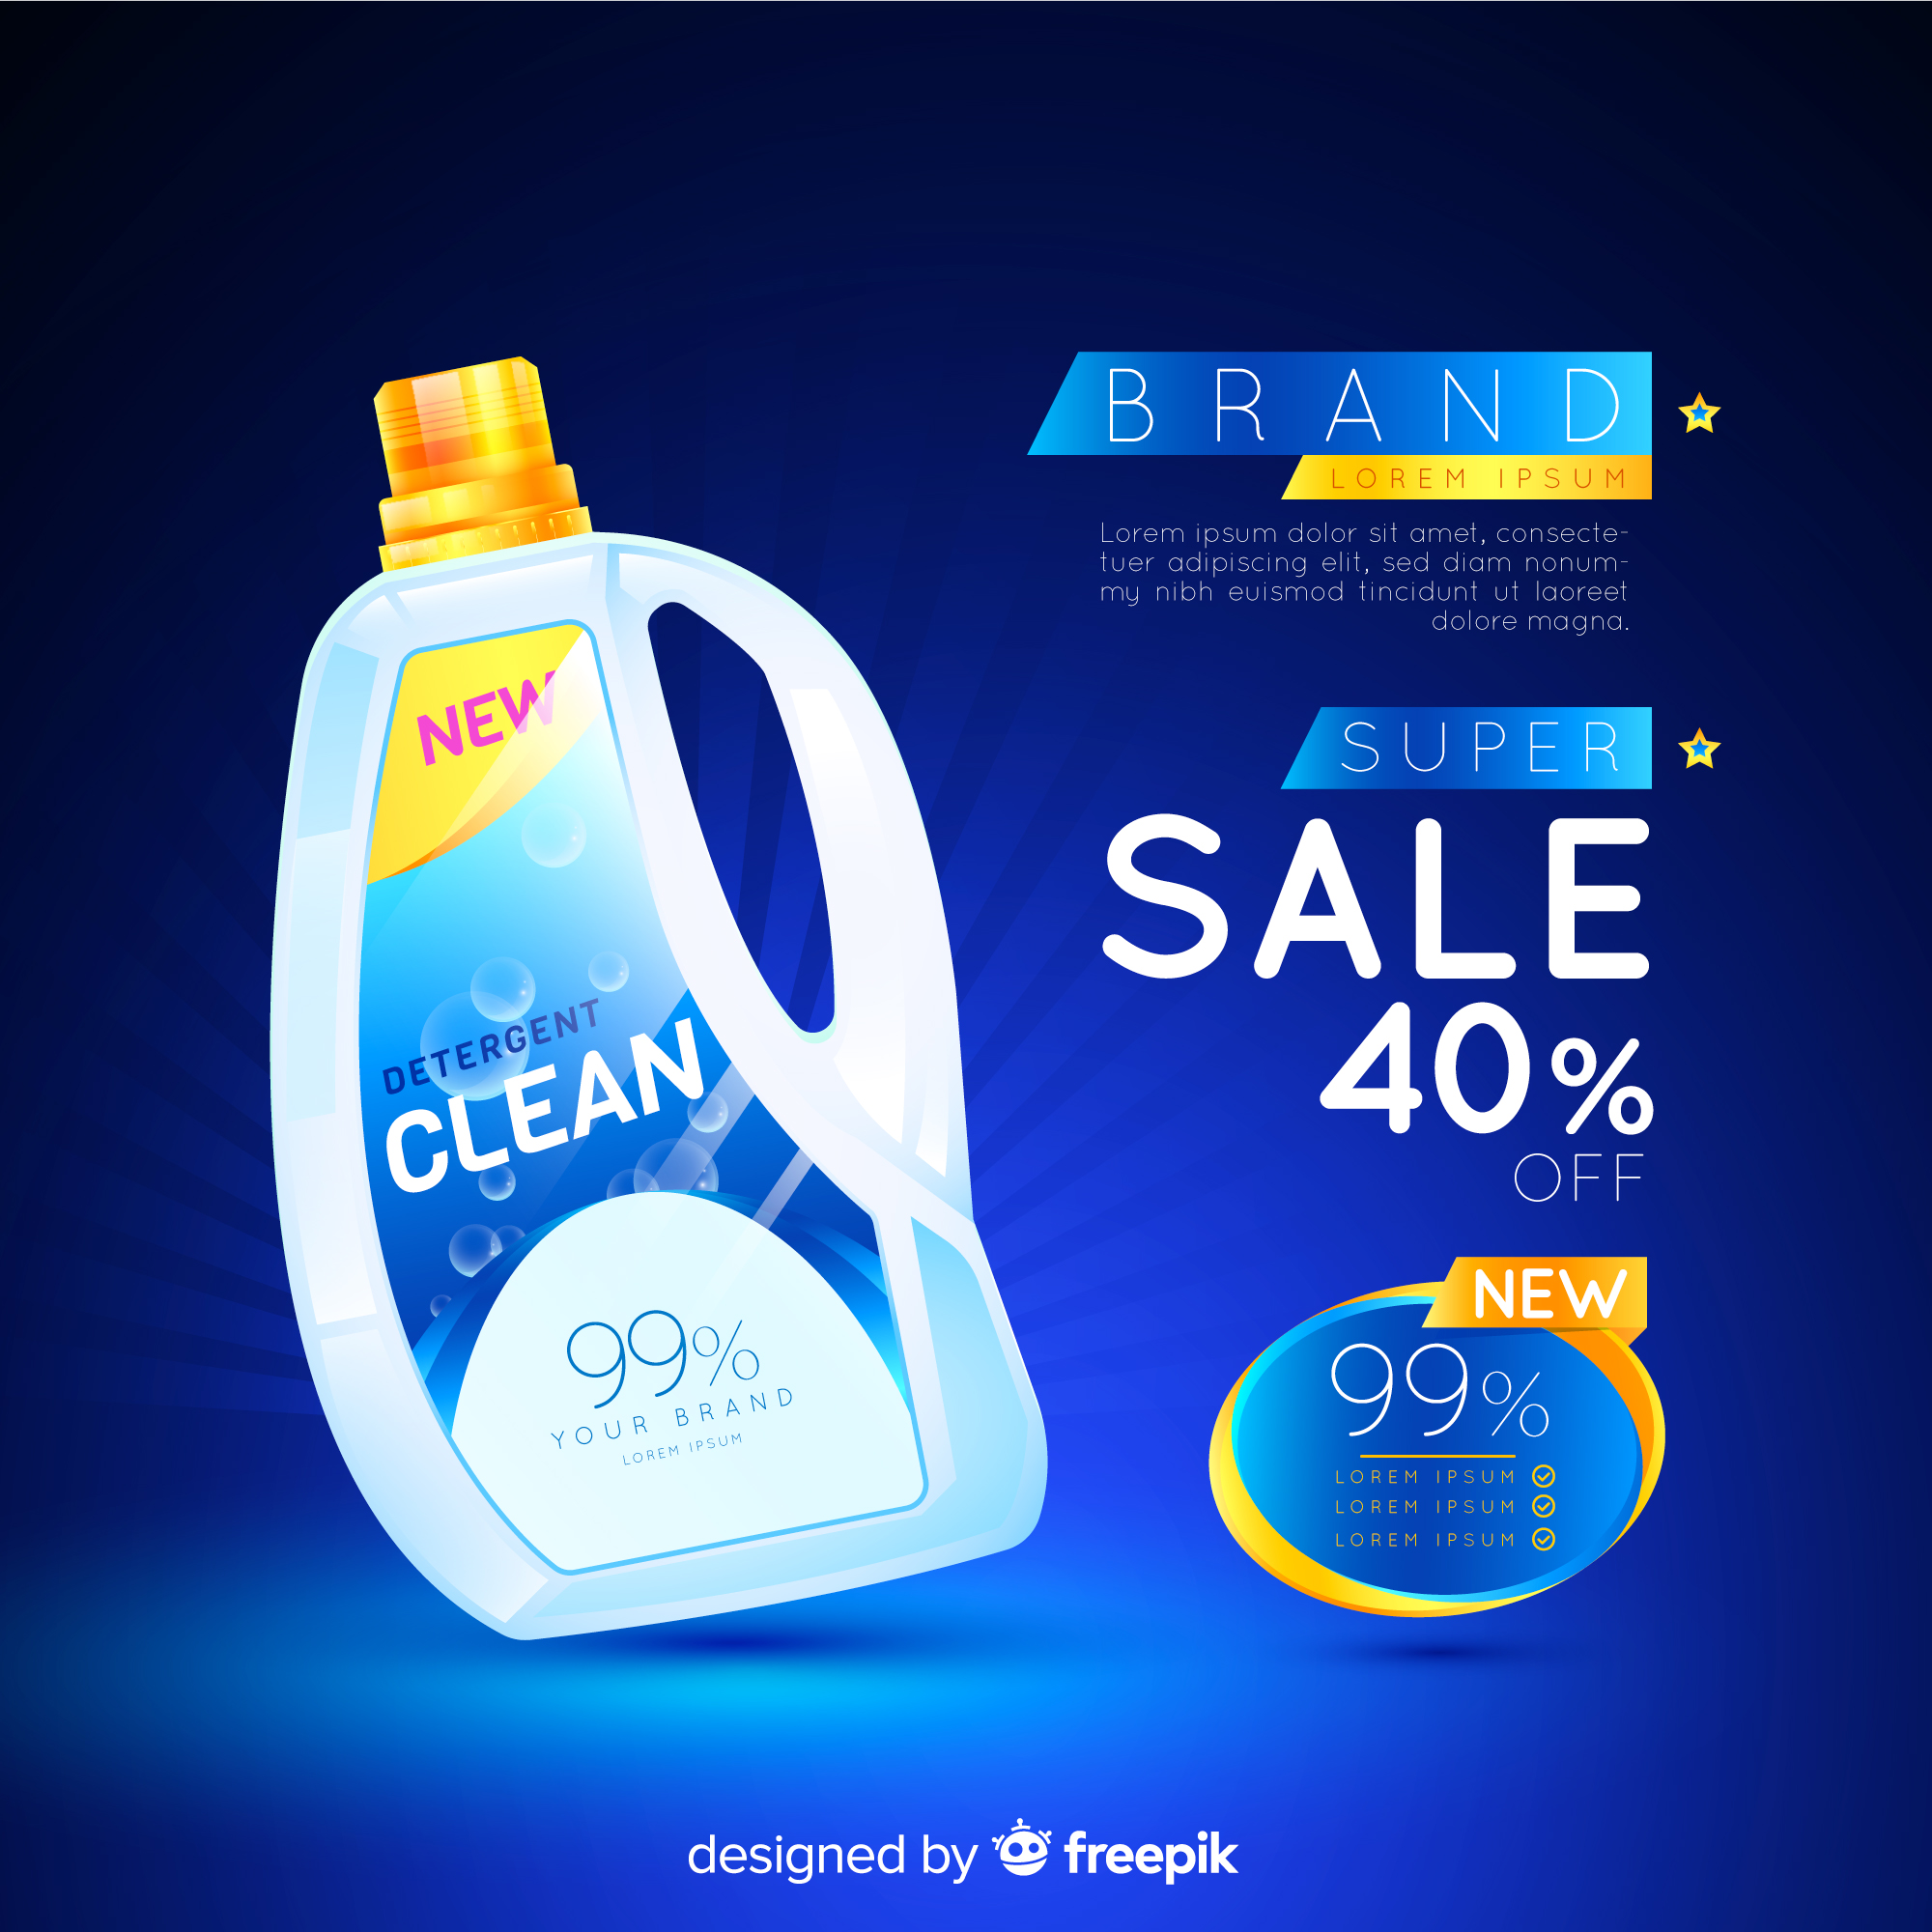 NEW
DETERGENT
CLEAN
99%
YOUR BRAND
LOREM IPSUM
BRAND
LOREM IPSUM
Lorem ipsum dolor sit amet, consecte-
tuer adipiscing elit, sed diam nonum-
my nibh euismod tincidunt ut laoreet
dolore magna.
SUPER
SALE
40%
OFF
NEW
99%
LOREM IPSUM
LOREM IPSUM
LOREM IPSUM
designed by freepik